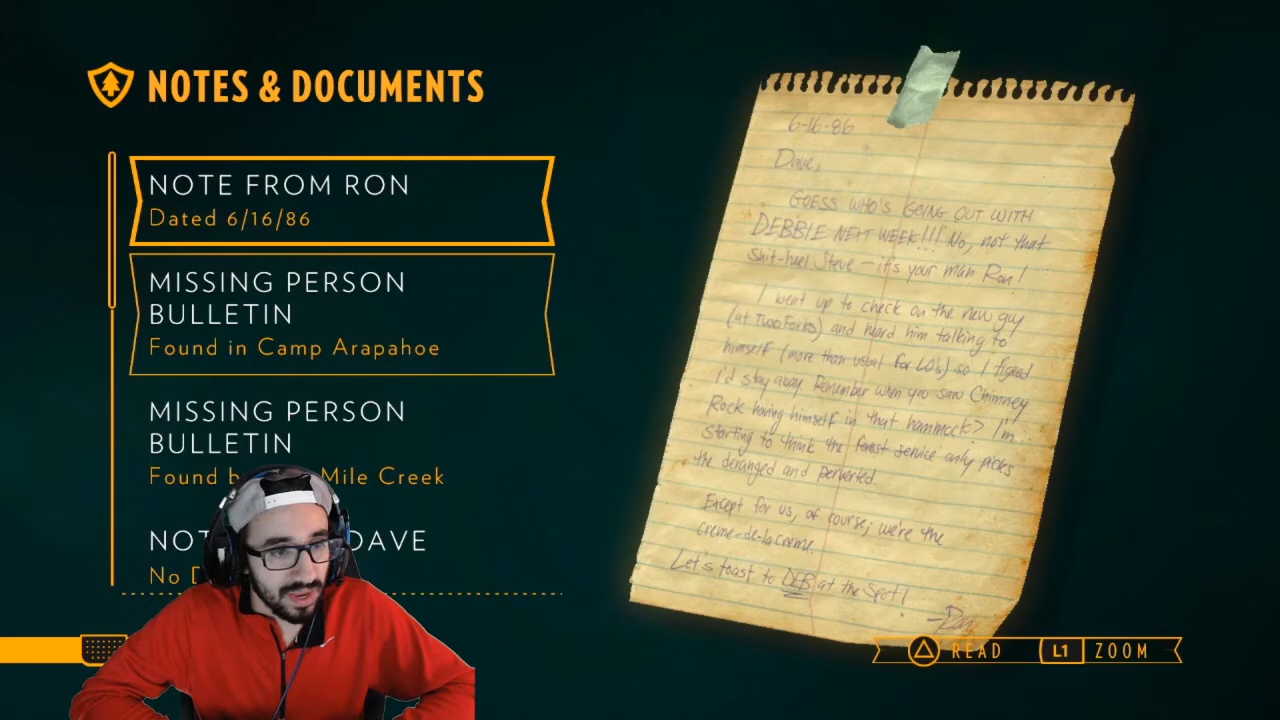 NOTES & DOCUMENTS
NOTE FROM RON
Dated 6/16/86
MISSING PERSON
BULLETIN
Found in Camp Arapahoe
MISSING PERSON
BULLETIN
Found Mile Creek
DAVE
No
6-16-86
Dave,
GUESS WHO'S GOING OUT WITH
DEBBIE NEXT WEEK!!! No, not that
shit-heel Steve - it's your man Ron!
I went up to check on the new guy
(at Two Forks) and heard him talking to
himself (more than usual for LO's) so I figured
I'd stay away. Remember when you saw Chimney
Rock having himself in that hammock? I'm
starting to think the forest service only picks
the deranged and perverted.
Except for us, of course; we're the
creme-de-la creme.
Let's toast to DEB at the Spot!
-Ron
READ
L1 ZOOM